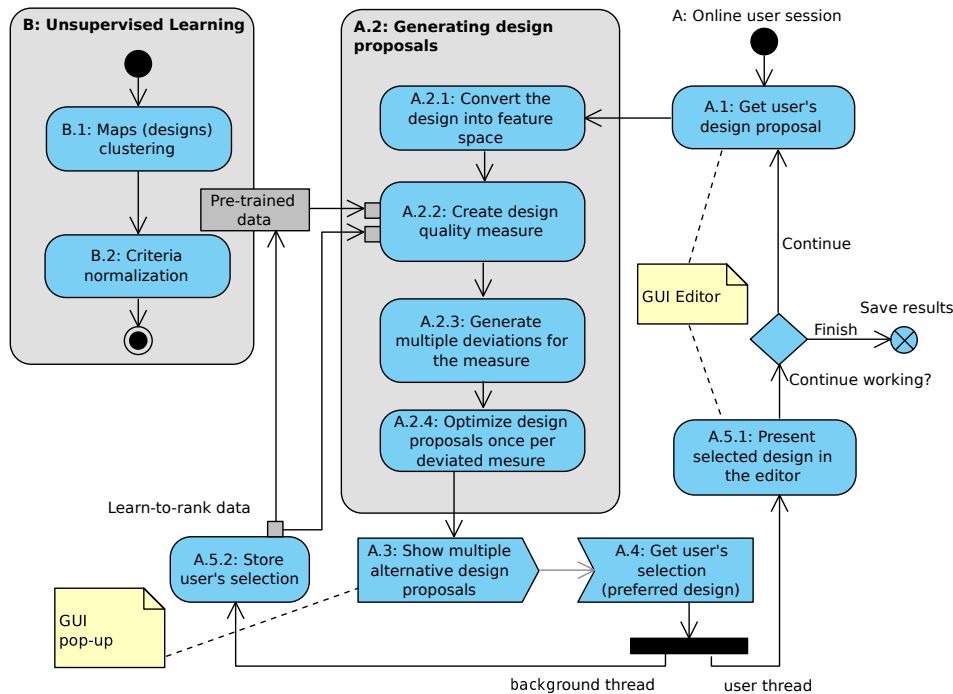 B: Unsupervised Learning
B.1: Maps (designs)
clustering
B.2: Criteria
normalization
Pre-trained
data
A.2: Generating design
proposals
A.2.1: Convert the
design into feature
space
A.2.2: Create design
quality measure
A.2.3: Generate
multiple deviations for
the measure
A.2.4: Optimize design
proposals once per
deviated mesure
A: Online user session
A.1: Get user's
design proposal
Continue
GUI Editor
Save results
Finish
Continue working?
A.5.1: Present
selected design in
the editor
Learn-to-rank data
A.5.2: Store
user's selection
A.3: Show multiple
alternative design
proposals
A.4: Get user's
selection
(preferred design)
GUI
pop-up
background thread
user thread